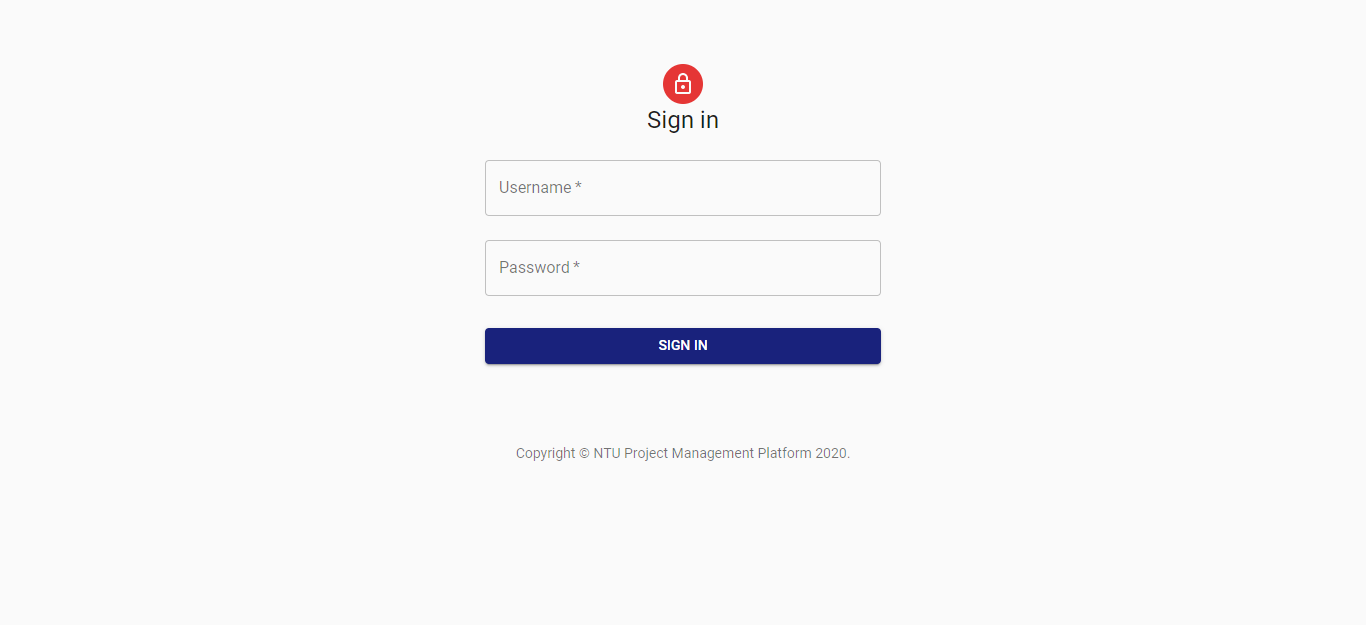 Sign in
Username *
Password *
SIGN IN
Copyright © NTU Project Management Platform 2020.